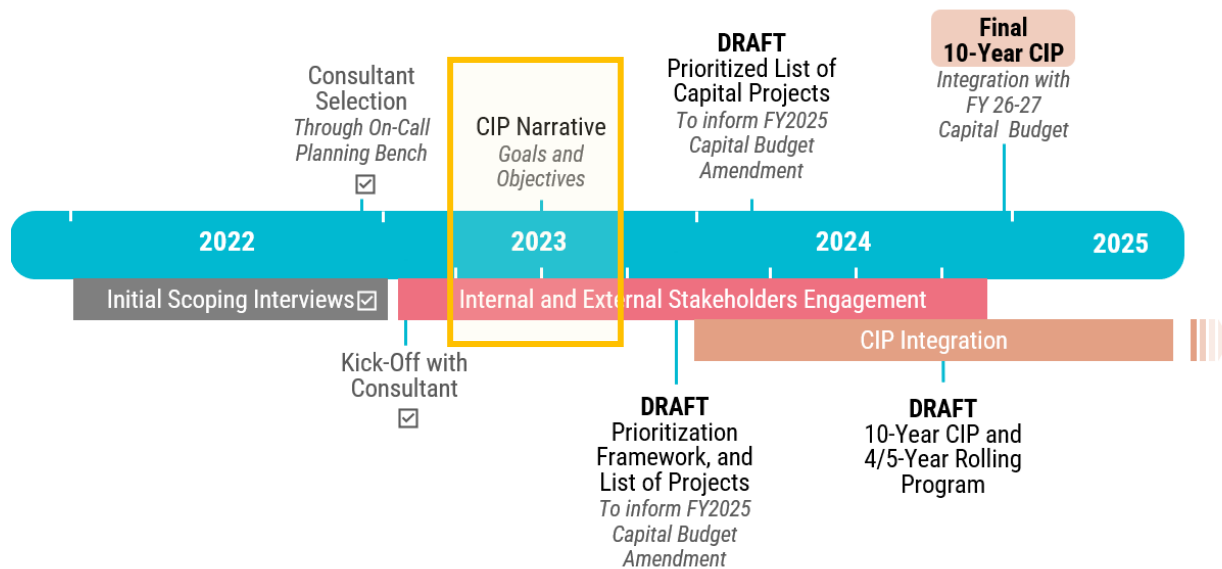 Consultant
Selection
Through On-Call
Planning Bench
CIP Narrative
Goals and
Objectives
DRAFT
Prioritized List of
Capital Projects
To inform FY2025
Capital Budget
Amendment
Final
10-Year CIP
Integration with
FY 26-27
Capital Budget
2022
2023
2024
2025
Initial Scoping Interviews
Internal and External Stakeholders Engagement
CIP Integration
Kick-Off with
Consultant
DRAFT
Prioritization
Framework, and
List of Projects
To inform FY2025
Capital Budget
Amendment
DRAFT
10-Year CIP and
4/5-Year Rolling
Program